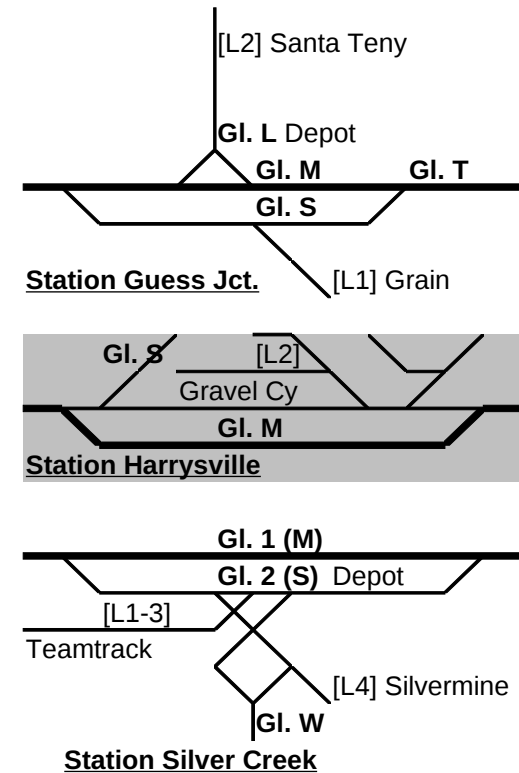 [L2] Santa Teny
Gl. L Depot
Gl. M Gl. T
Gl. S
Station Guess Jct. [L1] Grain
Gl. S [L2]
Gravel Cy
Gl. M
Station Harrysville
Gl. 1 (M)
Gl. 2 (S) Depot
[L1-3]
Teamtrack
[L4] Silvermine
Gl. W
Station Silver Creek